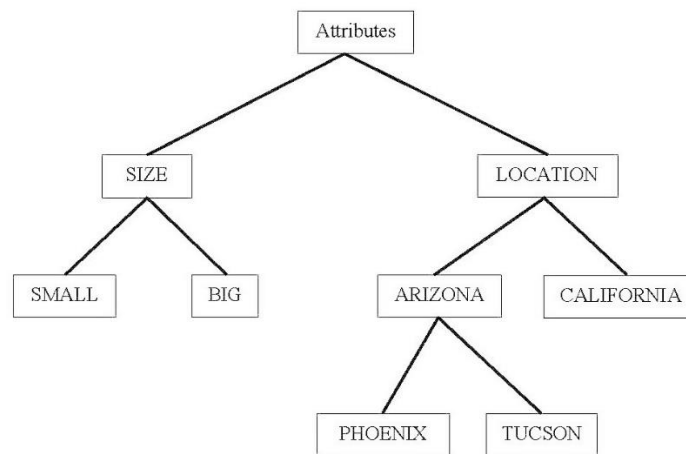 Attributes
SIZE
LOCATION
SMALL
BIG
ARIZONA
CALIFORNIA
PHOENIX
TUCSON